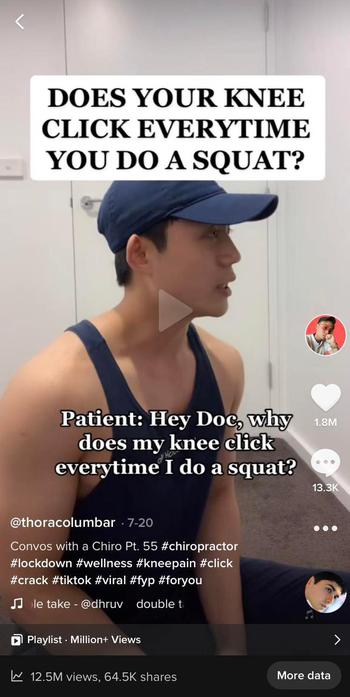 DOES YOUR KNEE
CLICK EVERYTIME
YOU DO A SQUAT?
Patient: Hey Doc, why
does my knee click
everytime I do a squat?
1.8M
13.3K
@thoracolumbar · 7-20
Convos with a Chiro Pt. 55 #chiropractor
#lockdown #wellness #kneepain #click
#crack #tiktok #viral #fyp #foryou
le take - @dhruv double t
Playlist · Million+ Views
12.5M views, 64.5K shares
More data